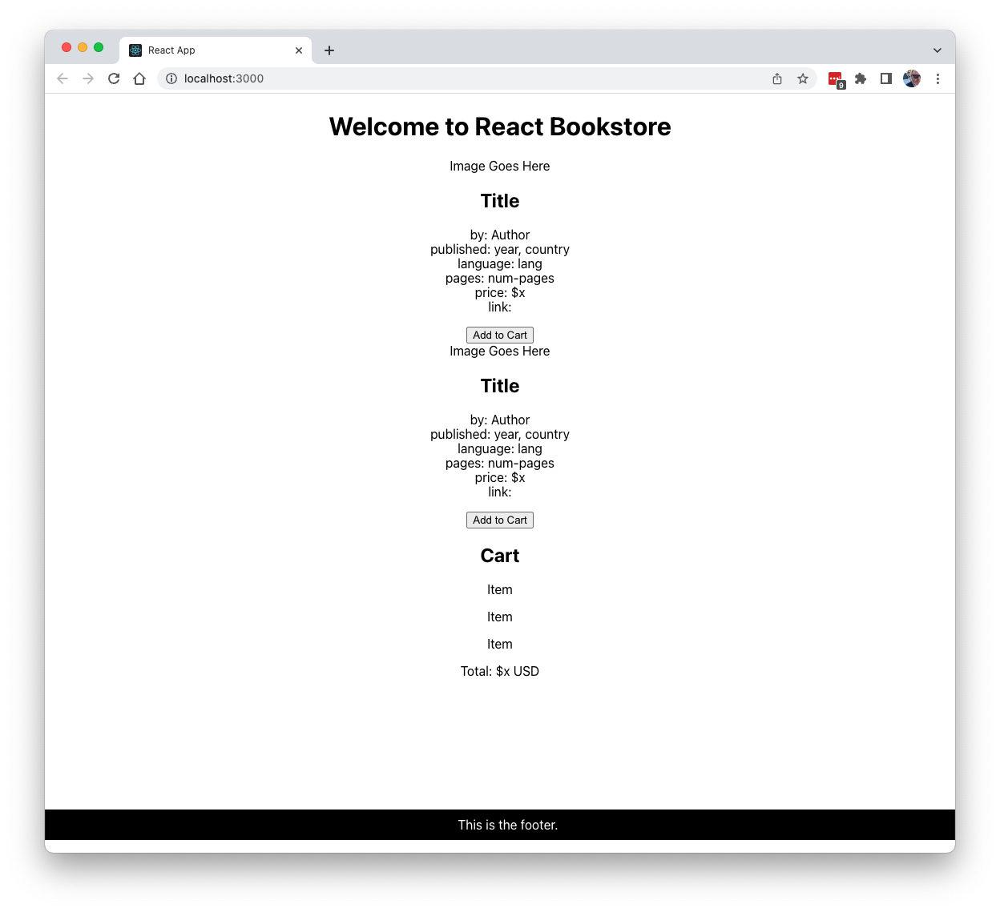 React App
localhost:3000
9
Welcome to React Bookstore
Image Goes Here
Title
by: Author
published: year, country
language: lang
pages: num-pages
price: $x
link:
Add to Cart
Image Goes Here
Title
by: Author
published: year, country
language: lang
pages: num-pages
price: $x
link:
Add to Cart
Cart
Item
Item
Item
Total: $x USD
This is the footer.